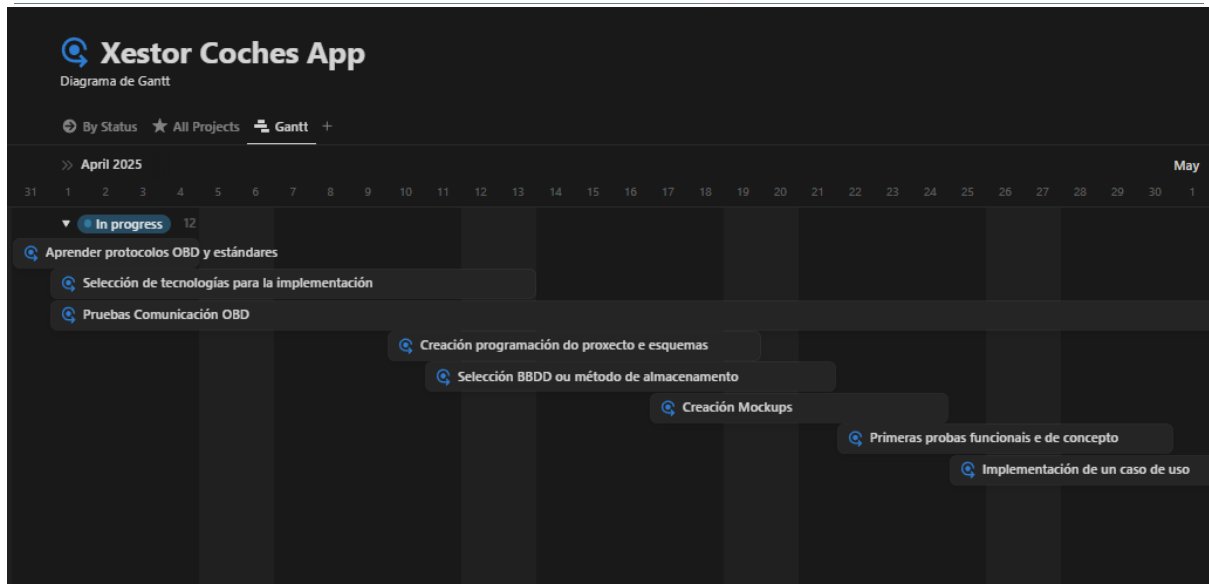 Xestor Coches App
Diagrama de Gantt
By Status All Projects Gantt +
April 2025 May
31 1 2 3 4 5 6 7 8 9 10 11 12 13 14 15 16 17 18 19 20 21 22 23 24 25 26 27 28 29 30 1
In progress 12
Aprender protocolos OBD y estándares
Selección de tecnologías para la implementación
Pruebas Comunicación OBD
Creación programación do proxecto e esquemas
Selección BBDD ou método de almacenamento
Creación Mockups
Primeras probas funcionais e de concepto
Implementación de un caso de uso